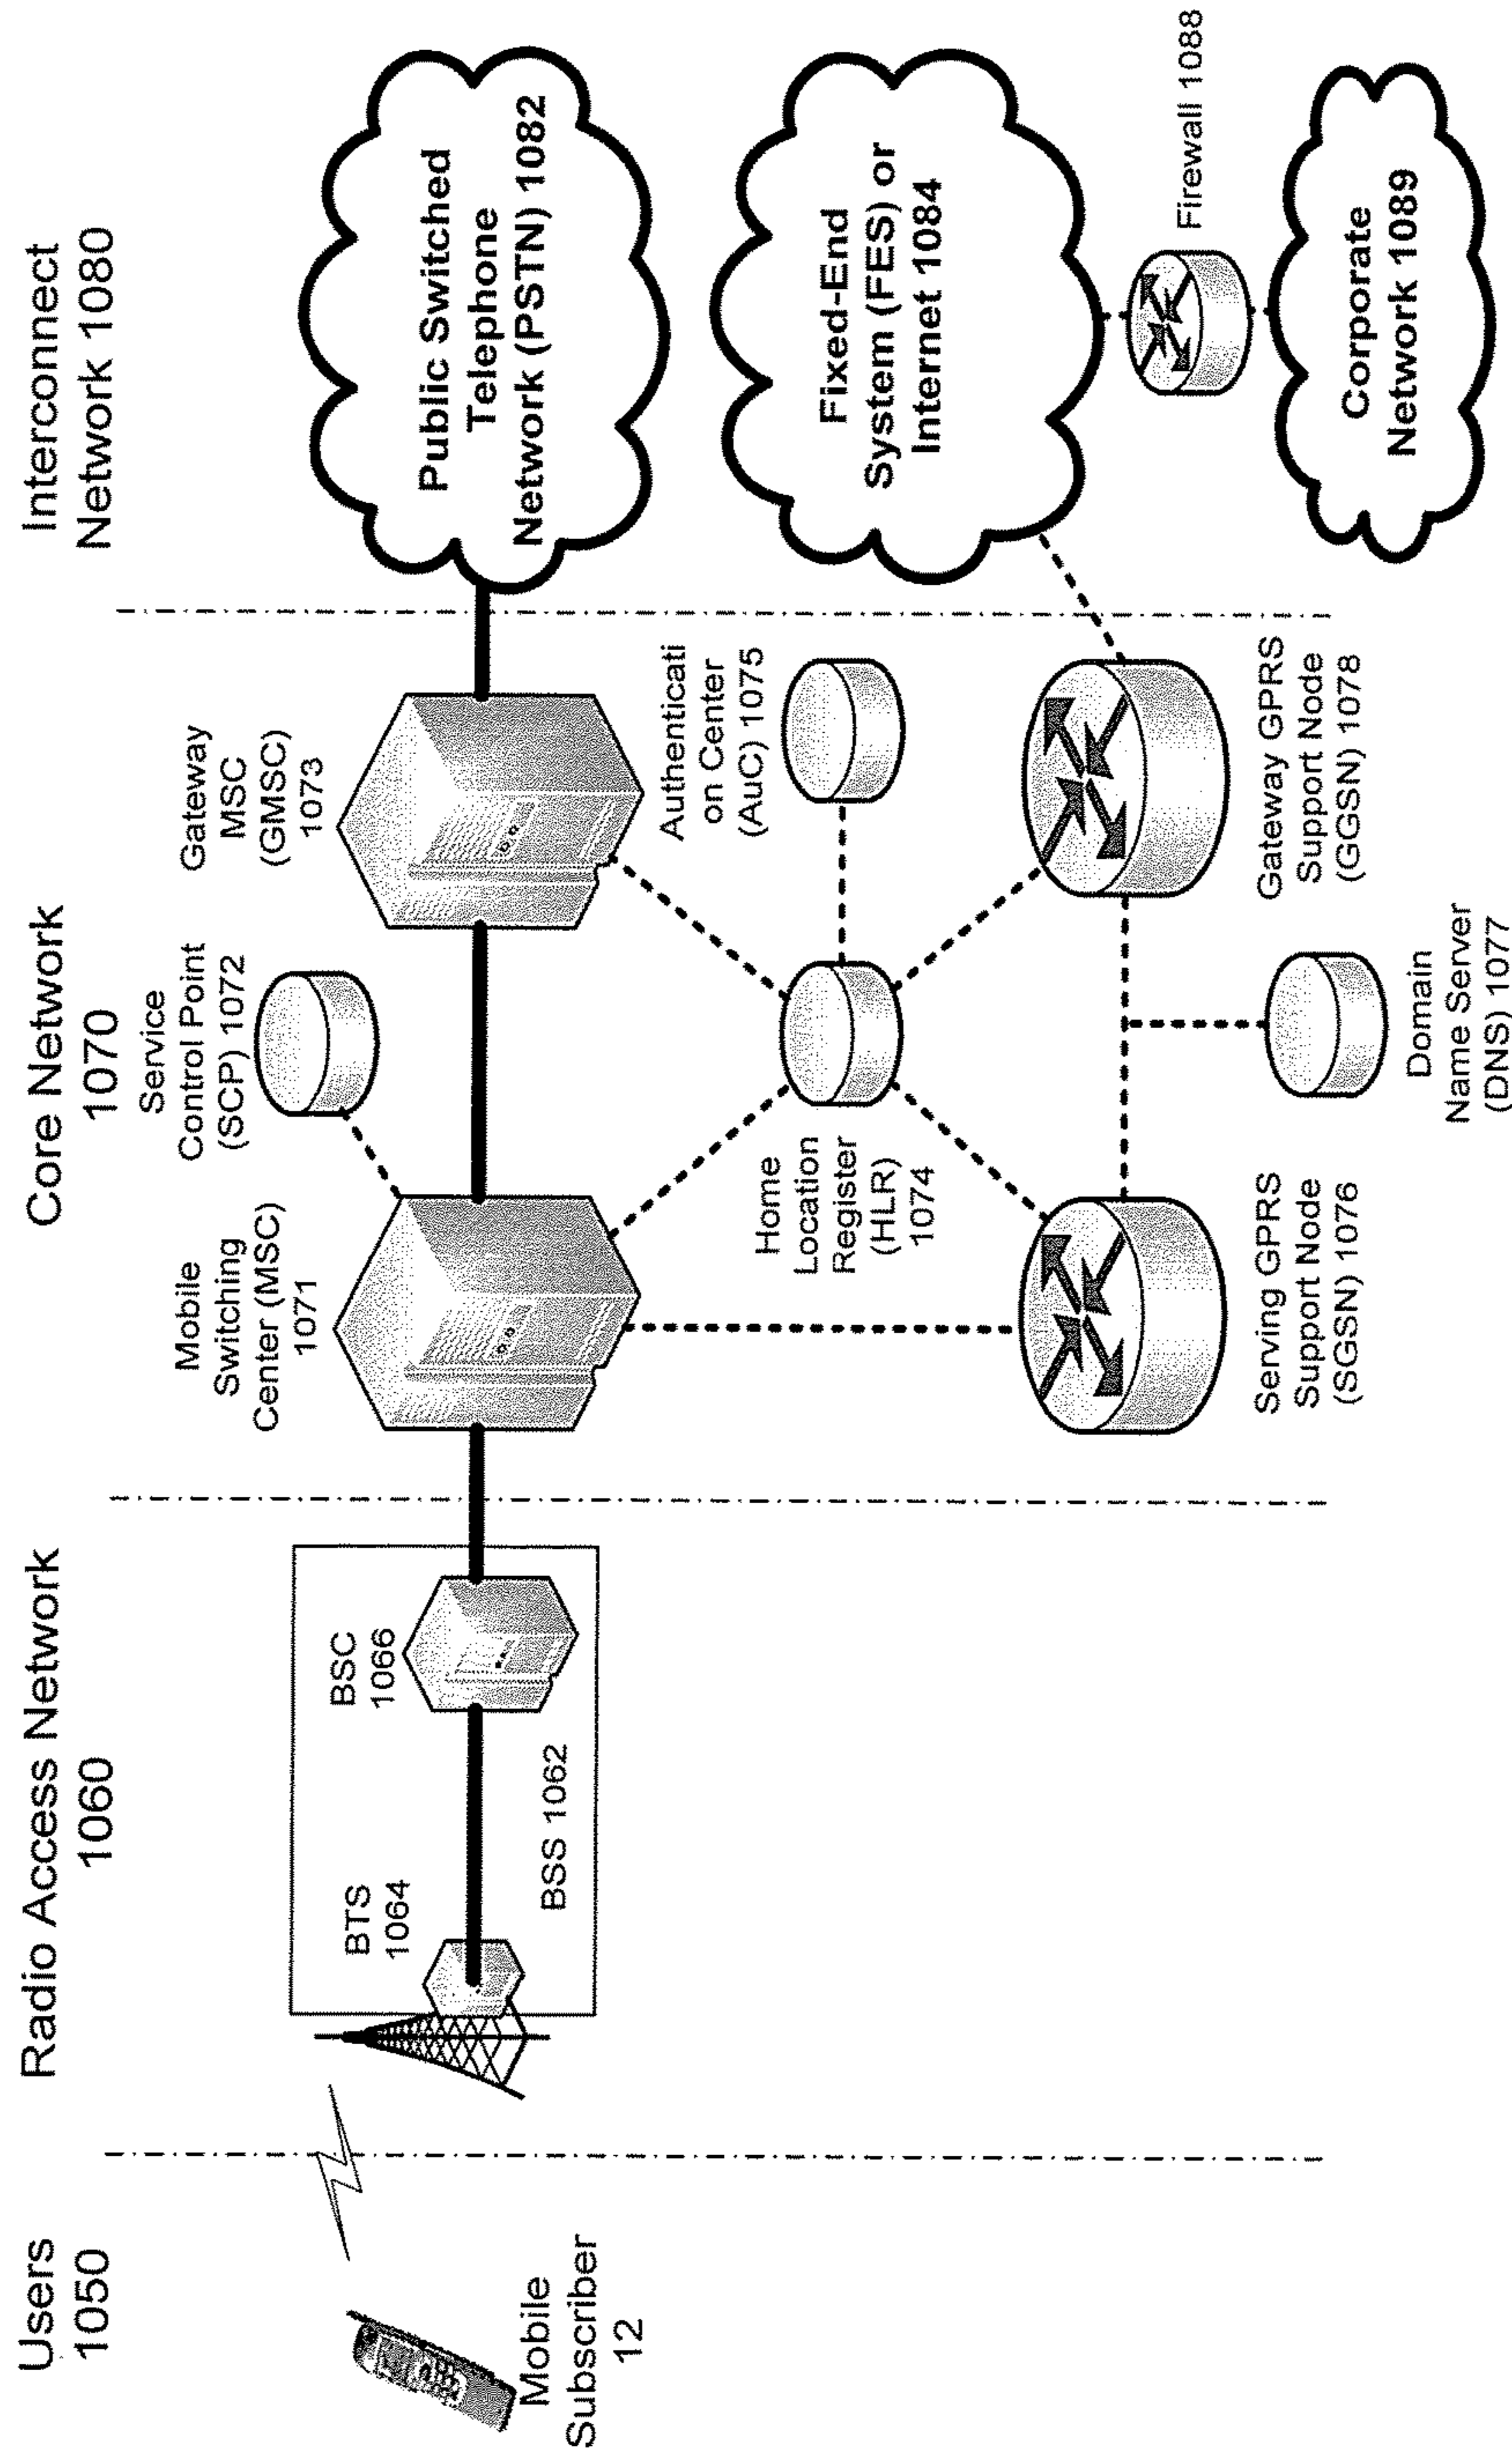 Users
1050
Radio Access Network
1060
Core Network
1070
Interconnect
Network 1080
Mobile
Subscriber
12
BTS
1064
BSC
1066
BSS 1062
Mobile
Switching
Center (MSC)
1071
Service
Control Point
(SCP) 1072
Gateway
MSC
(GMSC)
1073
Home
Location
Register
(HLR)
1074
Authenticati
on Center
(AuC) 1075
Serving GPRS
Support Node
(SGSN) 1076
Domain
Name Server
(DNS) 1077
Gateway GPRS
Support Node
(GGSN) 1078
Public Switched
Telephone
Network (PSTN) 1082
Fixed-End
System (FES) or
Internet 1084
Firewall 1088
Corporate
Network 1089